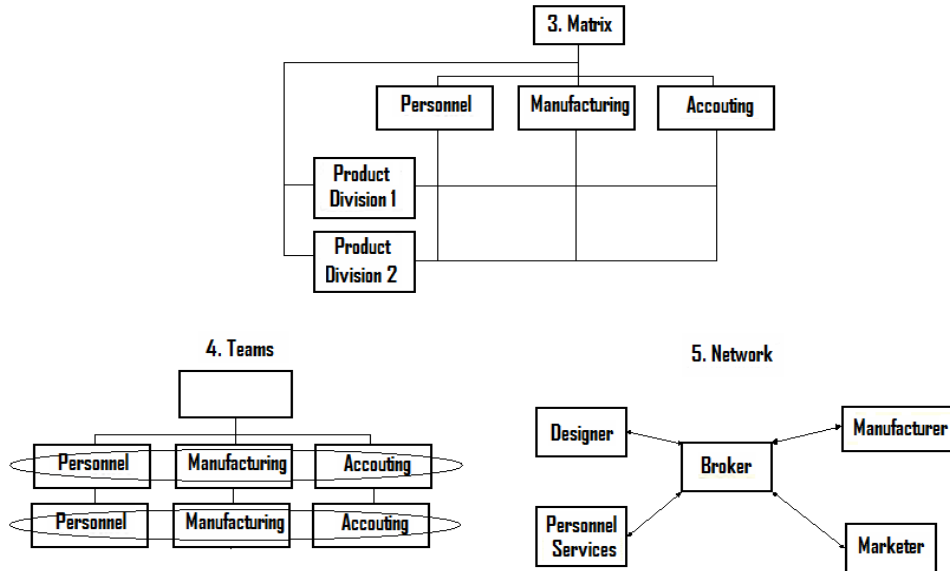 3. Matrix
Personnel
Manufacturing
Accouting
Product
Division 1
Product
Division 2
4. Teams
Personnel
Manufacturing
Accouting
Personnel
Manufacturing
Accouting
5. Network
Designer
Manufacturer
Broker
Personnel
Services
Marketer